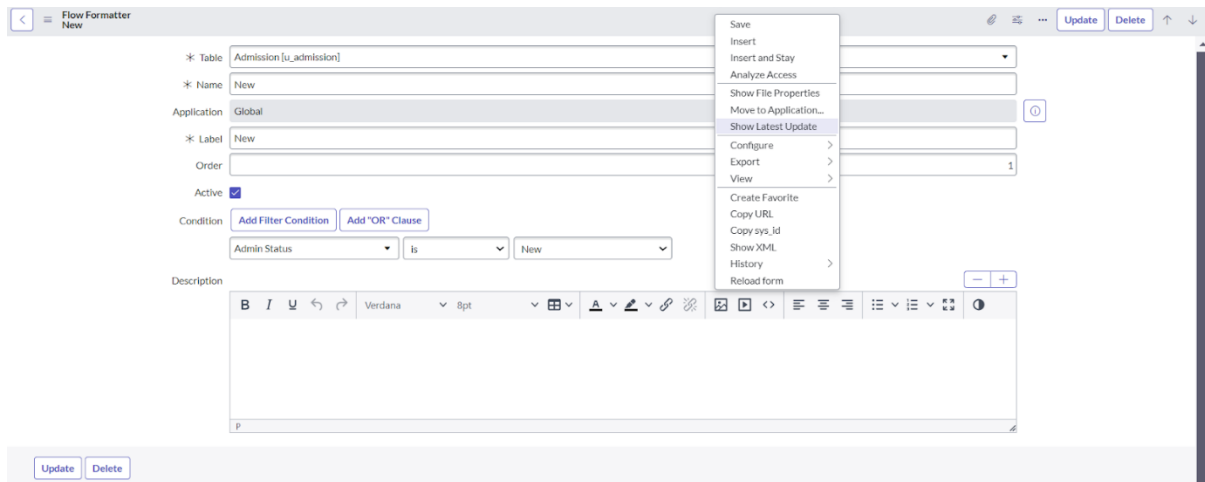 Flow Formatter
New
Update
Delete
Table
Admission [u_admission]
Name
New
Application
Global
Label
New
Order
1
Active
Condition
Add Filter Condition
Add "OR" Clause
Admin Status
is
New
Description
B I U Verdana 8pt A
P
Update
Delete
Save
Insert
Insert and Stay
Analyze Access
Show File Properties
Move to Application...
Show Latest Update
Configure
Export
View
Create Favorite
Copy URL
Copy sys_id
Show XML
History
Reload form